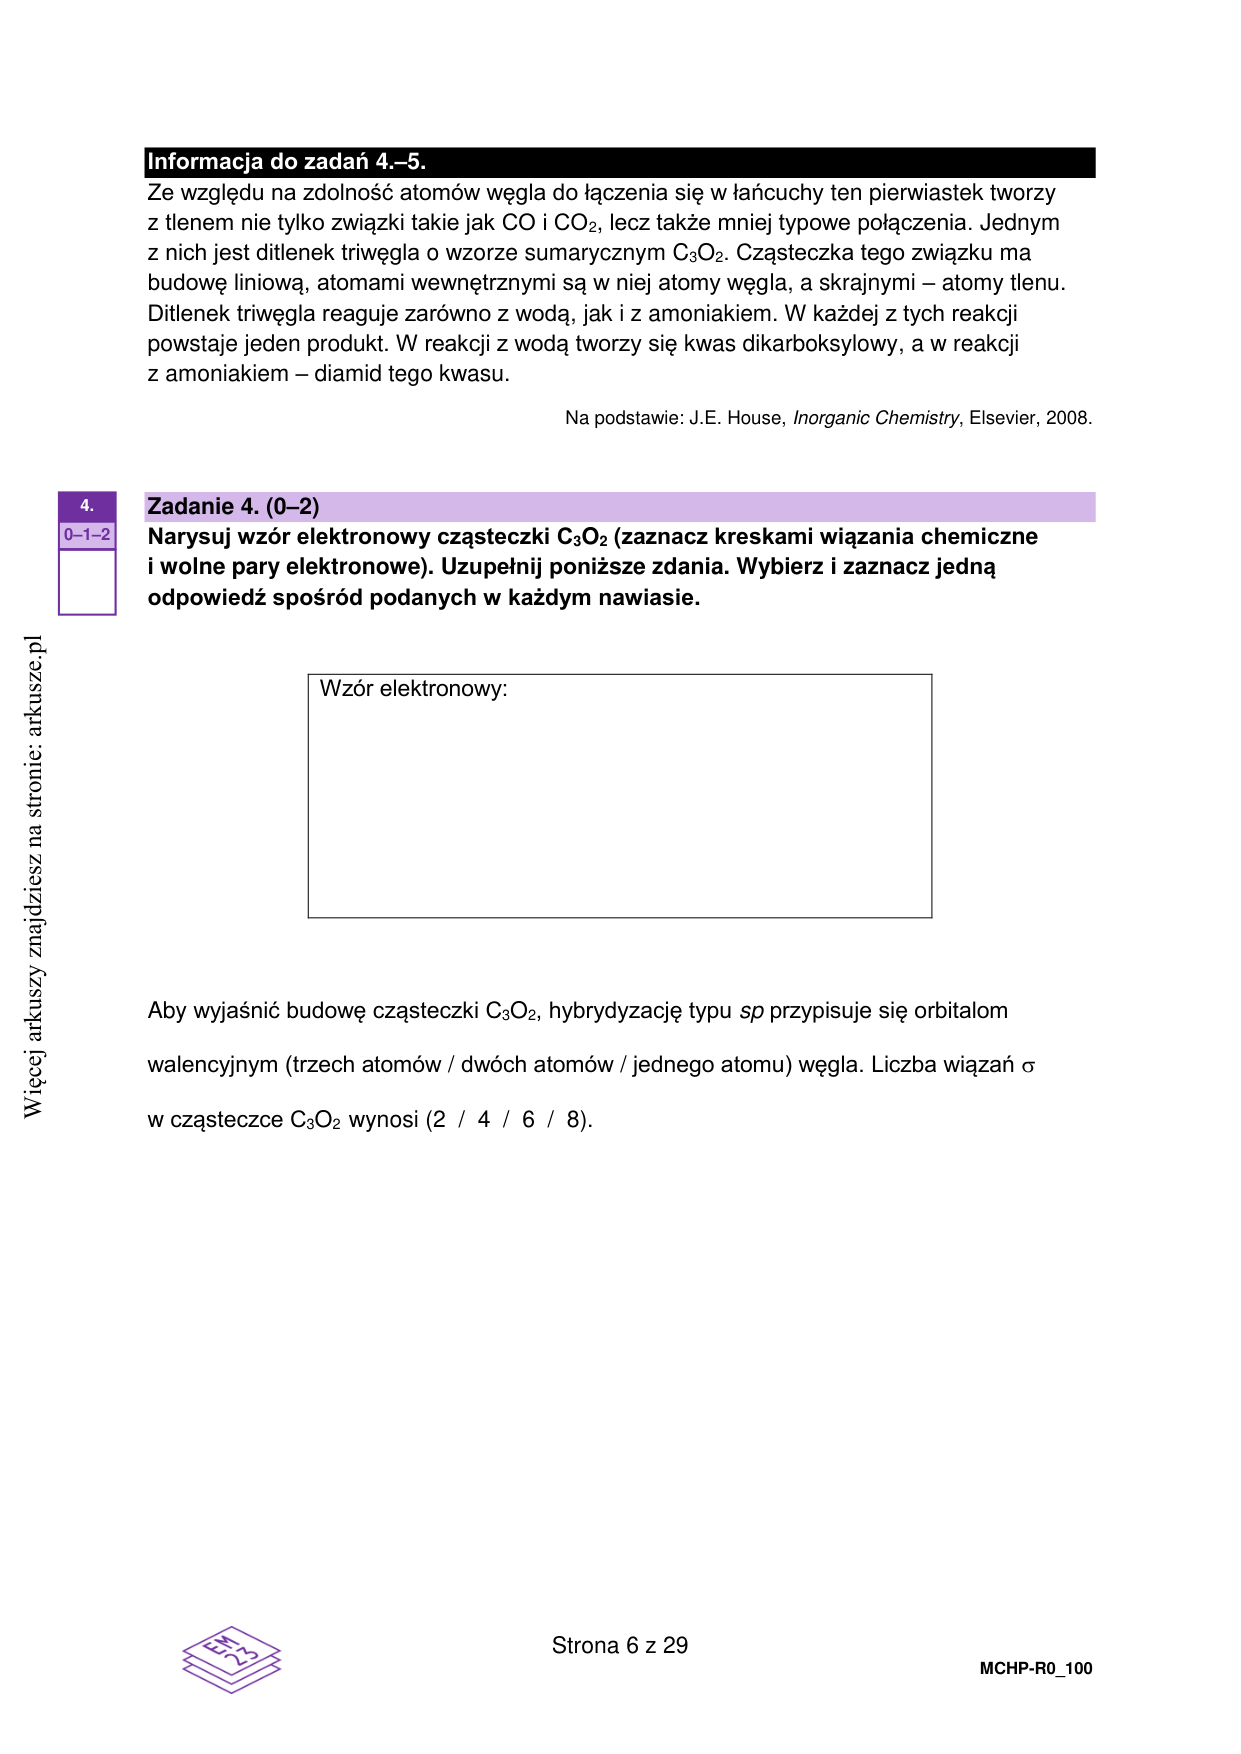 Informacja do zadań 4.–5.
Ze względu na zdolność atomów węgla do łączenia się w łańcuchy ten pierwiastek tworzy
z tlenem nie tylko związki takie jak CO i CO₂, lecz także mniej typowe połączenia. Jednym
z nich jest ditlenek triwęgla o wzorze sumarycznym C₃O₂. Cząsteczka tego związku ma
budowę liniową, atomami wewnętrznymi są w niej atomy węgla, a skrajnymi – atomy tlenu.
Ditlenek triwęgla reaguje zarówno z wodą, jak i z amoniakiem. W każdej z tych reakcji
powstaje jeden produkt. W reakcji z wodą tworzy się kwas dikarboksylowy, a w reakcji
z amoniakiem – diamid tego kwasu.
Na podstawie: J.E. House, Inorganic Chemistry, Elsevier, 2008.
4.
0–1–2
Zadanie 4. (0–2)
Narysuj wzór elektronowy cząsteczki C₃O₂ (zaznacz kreskami wiązania chemiczne
i wolne pary elektronowe). Uzupełnij poniższe zdania. Wybierz i zaznacz jedną
odpowiedź spośród podanych w każdym nawiasie.
Więcej arkuszy znajdziesz na stronie: arkusze.pl
Wzór elektronowy:
Aby wyjaśnić budowę cząsteczki C₃O₂, hybrydyzację typu sp przypisuje się orbitalom
walencyjnym (trzech atomów / dwóch atomów / jednego atomu) węgla. Liczba wiązań σ
w cząsteczce C₃O₂ wynosi (2 / 4 / 6 / 8).
EM
23
Strona 6 z 29
MCHP-R0_100